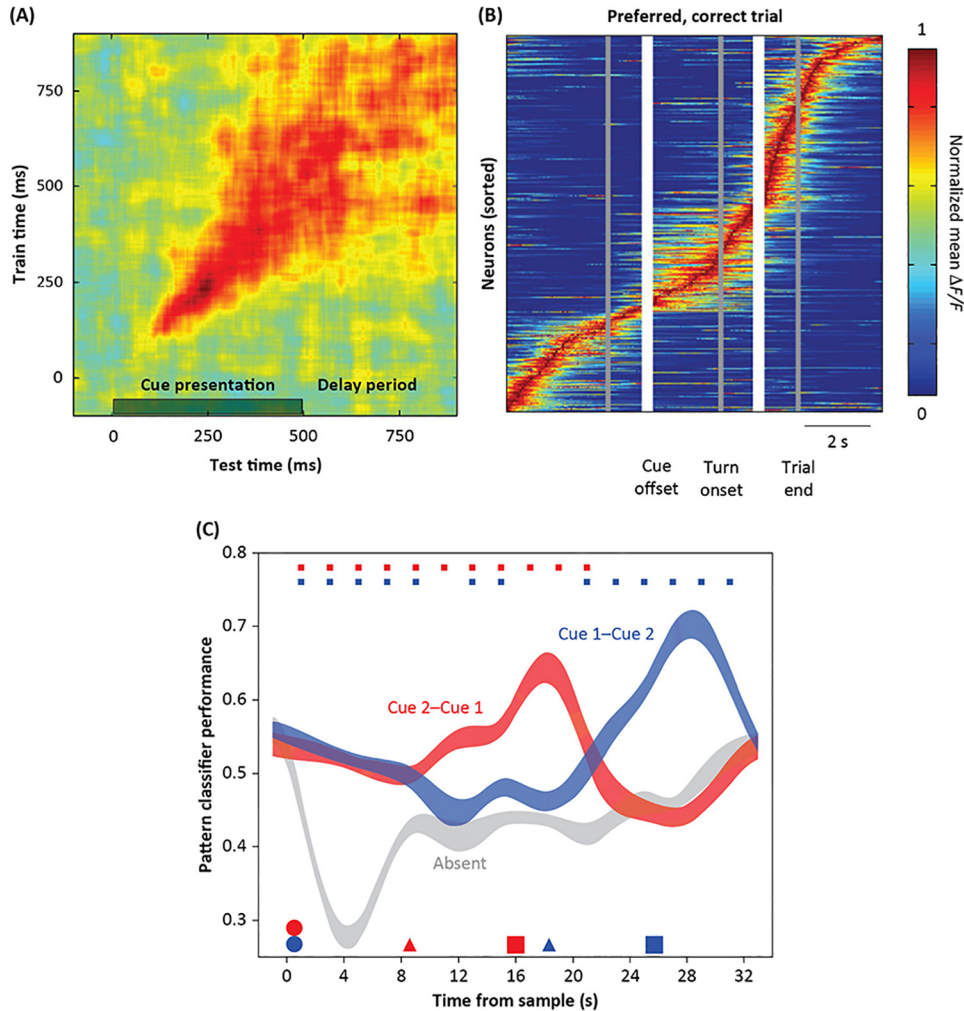 (A)
750
500
250
0
Train time (ms)
Cue presentation
Delay period
0
250
500
750
Test time (ms)
(B)
Preferred, correct trial
Neurons (sorted)
1
0
Normalized mean ΔF/F
2 s
Cue
offset
Turn
onset
Trial
end
(C)
0.8
0.7
0.6
0.5
0.4
0.3
Pattern classifier performance
Cue 1–Cue 2
Cue 2–Cue 1
Absent
0
4
8
12
16
20
24
28
32
Time from sample (s)